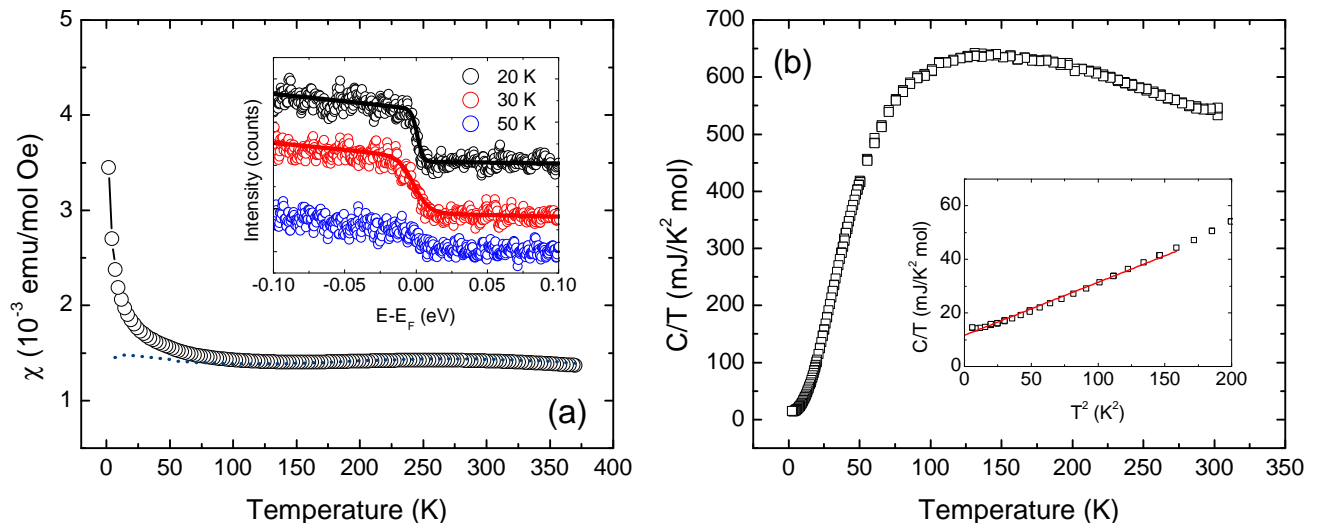 5
4
3
2
1
χ (10⁻³ emu/mol Oe)
0 50 100 150 200 250 300 350 400
Temperature (K)
(a)
Intensity (counts)
20 K
30 K
50 K
-0.10 -0.05 0.00 0.05 0.10
E-E_F (eV)
700
600
500
400
300
200
100
0
C/T (mJ/K² mol)
0 50 100 150 200 250 300 350
Temperature (K)
(b)
60
40
20
0
C/T (mJ/K² mol)
0 50 100 150 200
T² (K²)